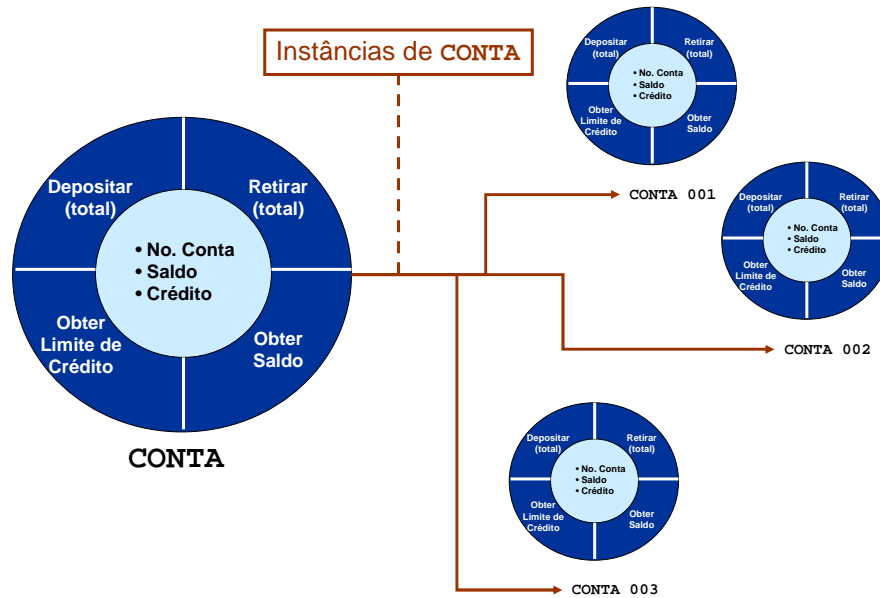 Instâncias de CONTA
Depositar
(total)
Retirar
(total)
• No. Conta
• Saldo
• Crédito
Obter
Limite de
Crédito
Obter
Saldo
CONTA
Depositar
(total)
Retirar
(total)
• No. Conta
• Saldo
• Crédito
Obter
Limite de
Crédito
Obter
Saldo
CONTA 001
Depositar
(total)
Retirar
(total)
• No. Conta
• Saldo
• Crédito
Obter
Limite de
Crédito
Obter
Saldo
CONTA 002
Depositar
(total)
Retirar
(total)
• No. Conta
• Saldo
• Crédito
Obter
Limite de
Crédito
Obter
Saldo
CONTA 003